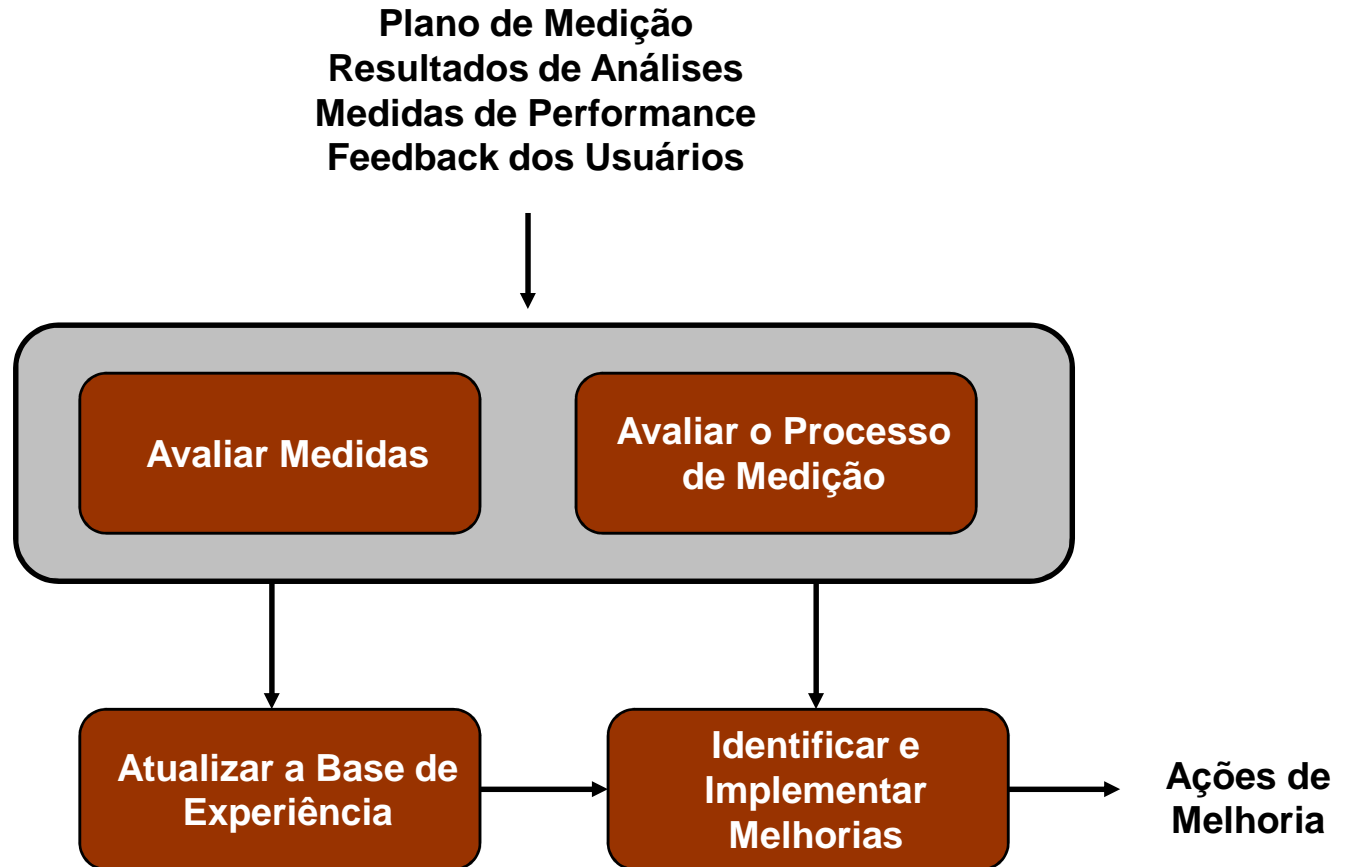 Plano de Medição
Resultados de Análises
Medidas de Performance
Feedback dos Usuários
Avaliar Medidas
Avaliar o Processo
de Medição
Atualizar a Base de
Experiência
Identificar e
Implementar
Melhorias
Ações de
Melhoria